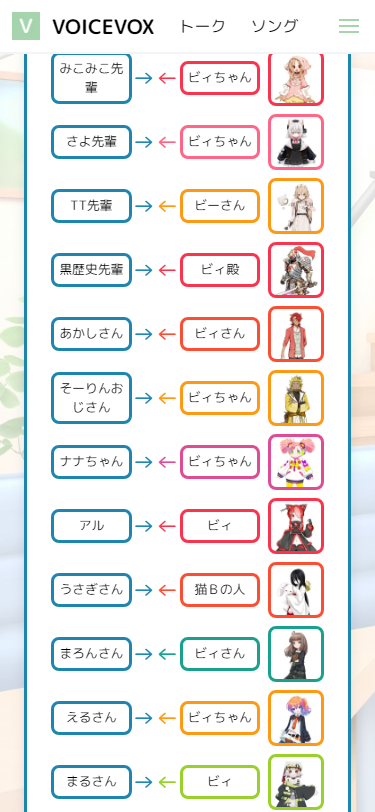 V VOICEVOX トーク ソング
みこみこ先
輩 ビィちゃん
さよ先輩 ビィちゃん
TT先輩 ビーさん
黒歴史先輩 ビィ殿
あかしさん ビィさん
そーりんお
じさん ビィちゃん
ナナちゃん ビィちゃん
アル ビィ
うさぎさん 猫Ｂの人
まろんさん ビィさん
えるさん ビィちゃん
まるさん ビィ